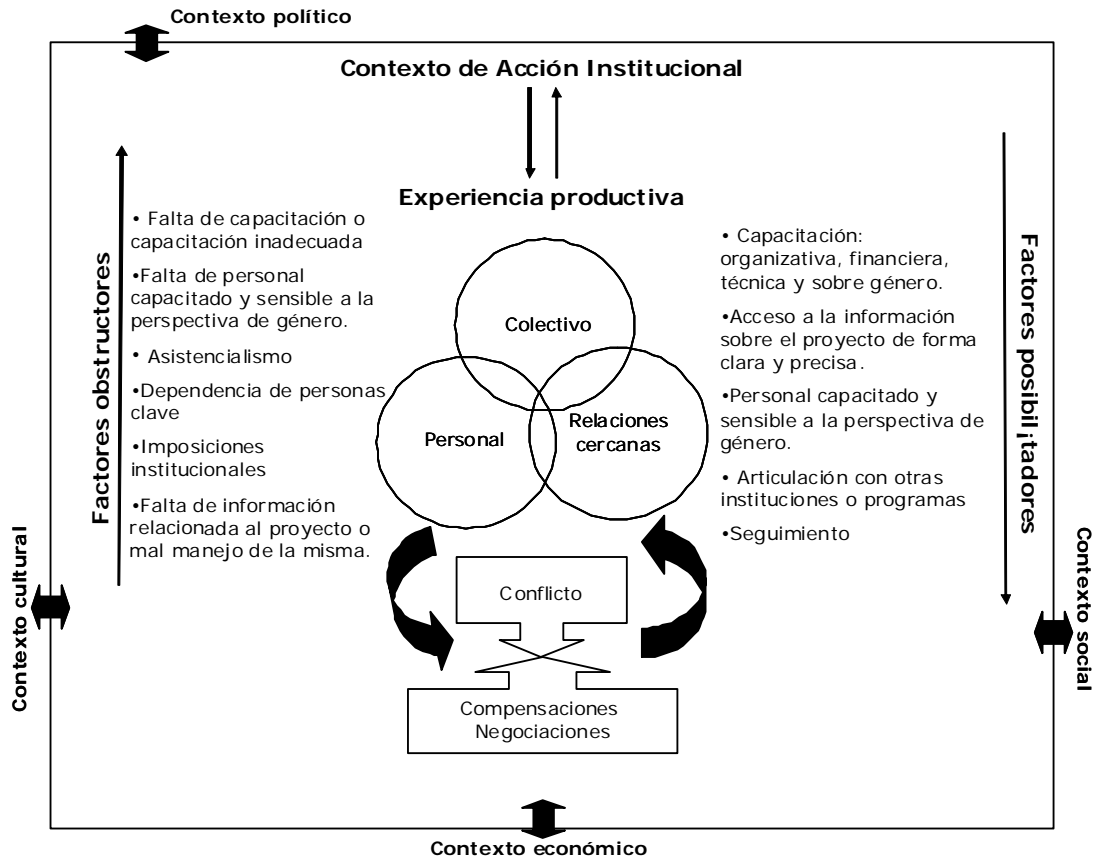 Contexto político
Contexto de Acción Institucional
Experiencia productiva
Factores obstructores
• Falta de capacitación o
capacitación inadecuada
•Falta de personal
capacitado y sensible a la
perspectiva de género.
• Asistencialismo
•Dependencia de personas
clave
•Imposiciones
institucionales
•Falta de información
relacionada al proyecto o
mal manejo de la misma.
Colectivo
Personal
Relaciones
cercanas
• Capacitación:
organizativa, financiera,
técnica y sobre género.
•Acceso a la información
sobre el proyecto de forma
clara y precisa.
•Personal capacitado y
sensible a la perspectiva de
género.
• Articulación con otras
instituciones o programas
•Seguimiento
Factores posibil¡tadores
Conflicto
Compensaciones
Negociaciones
Contexto cultural
Contexto social
Contexto económico